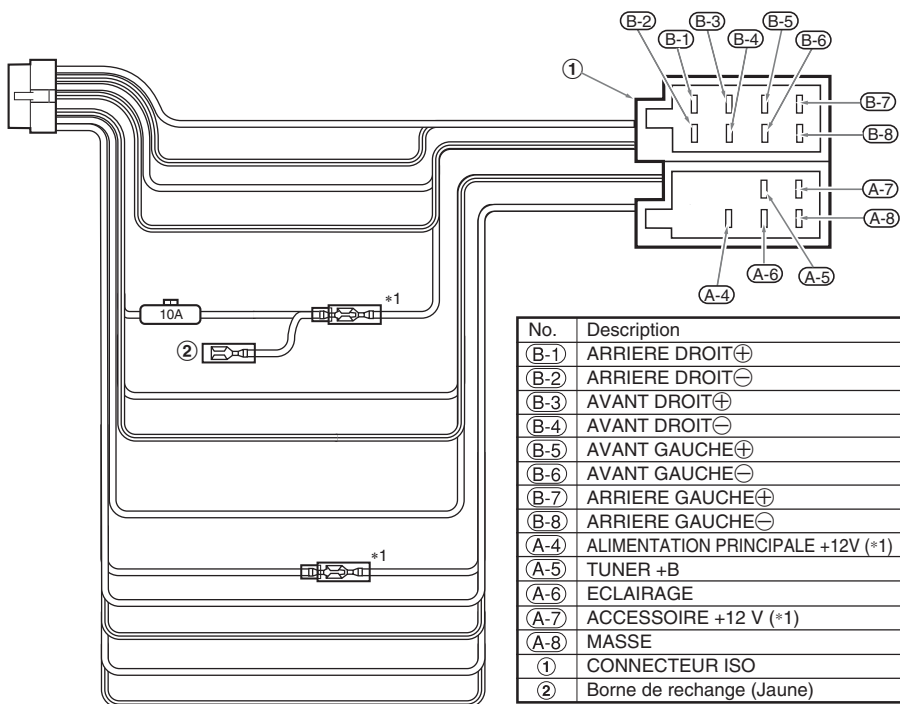 B-2
B-3
B-5
B-1
B-4
B-6
①
B-7
B-8
A-7
A-8
A-6
A-5
A-4
*1
10A
②
*1
No. Description
B-1 ARRIERE DROIT⊕
B-2 ARRIERE DROIT⊖
B-3 AVANT DROIT⊕
B-4 AVANT DROIT⊖
B-5 AVANT GAUCHE⊕
B-6 AVANT GAUCHE⊖
B-7 ARRIERE GAUCHE⊕
B-8 ARRIERE GAUCHE⊖
A-4 ALIMENTATION PRINCIPALE +12V (*1)
A-5 TUNER +B
A-6 ECLAIRAGE
A-7 ACCESSOIRE +12 V (*1)
A-8 MASSE
① CONNECTEUR ISO
② Borne de rechange (Jaune)